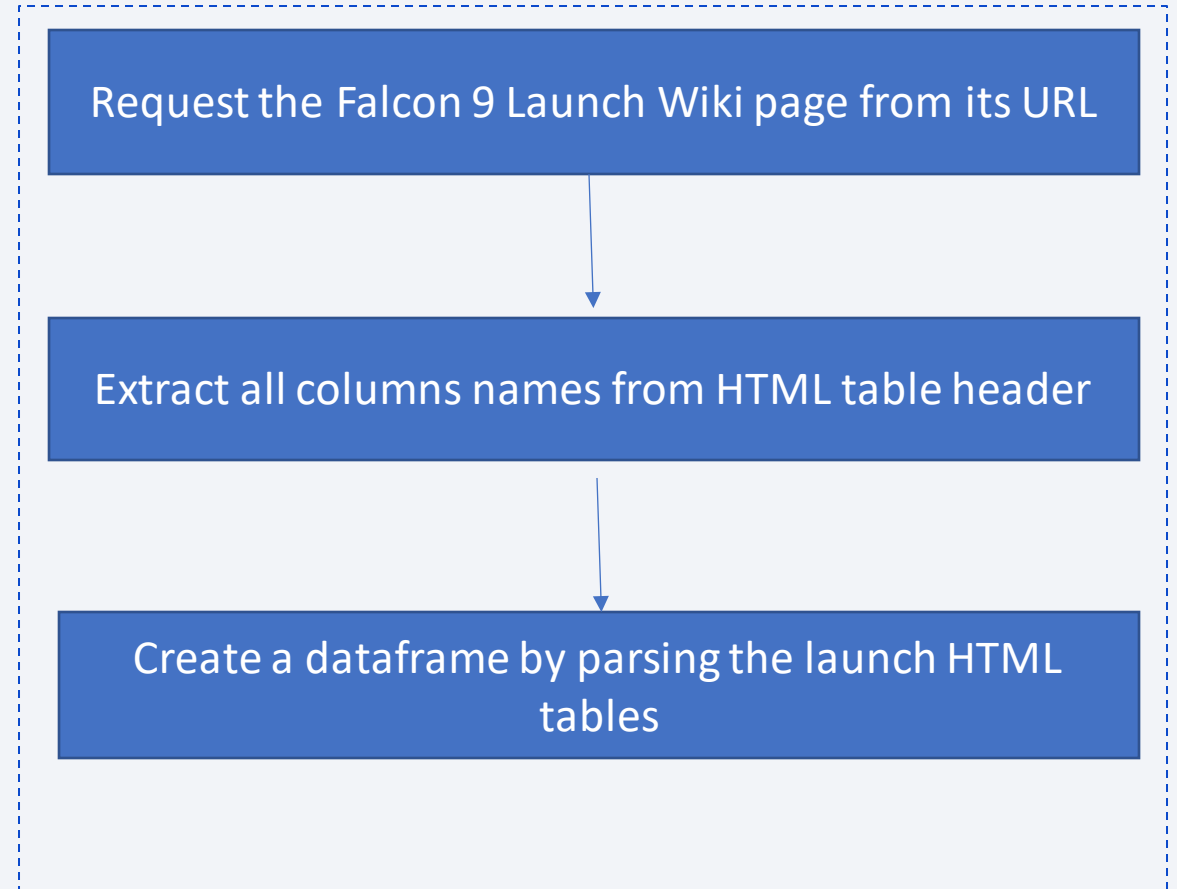 Request the Falcon 9 Launch Wiki page from its URL
Extract all columns names from HTML table header
Create a dataframe by parsing the launch HTML
tables